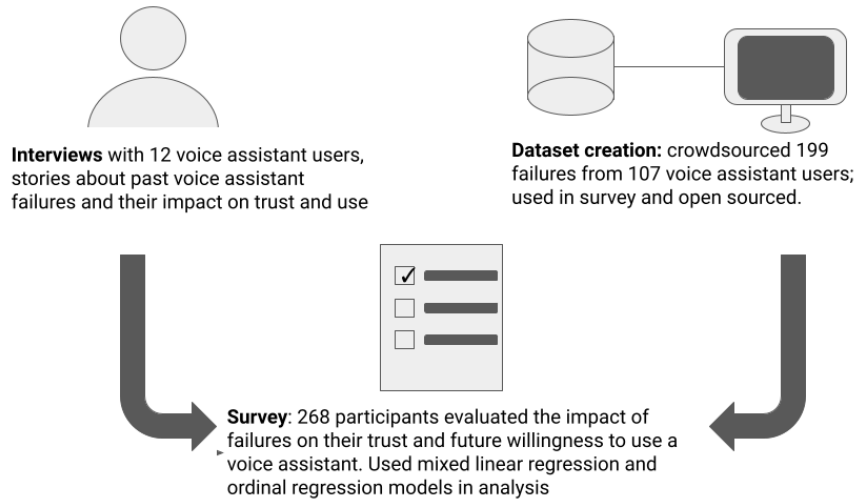 Interviews with 12 voice assistant users,
stories about past voice assistant
failures and their impact on trust and use
Dataset creation: crowdsourced 199
failures from 107 voice assistant users;
used in survey and open sourced.
Survey: 268 participants evaluated the impact of
failures on their trust and future willingness to use a
voice assistant. Used mixed linear regression and
ordinal regression models in analysis